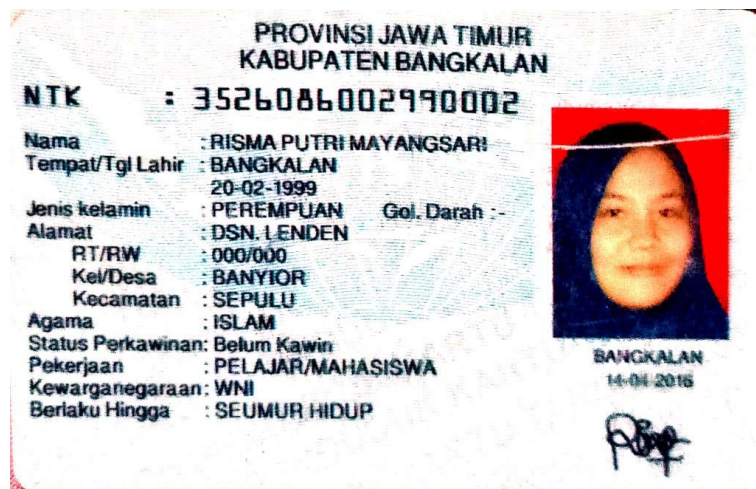 PROVINSI JAWA TIMUR
KABUPATEN BANGKALAN
NIK : 3526086002990002
Nama : RISMA PUTRI MAYANGSARI
Tempat/Tgl Lahir : BANGKALAN
20-02-1999
Jenis kelamin : PEREMPUAN Gol. Darah :-
Alamat : DSN. LENDEN
RT/RW : 000/000
Kel/Desa : BANYIOR
Kecamatan : SEPULU
Agama : ISLAM
Status Perkawinan: Belum Kawin
Pekerjaan : PELAJAR/MAHASISWA
Kewarganegaraan: WNI
Berlaku Hingga : SEUMUR HIDUP
BANGKALAN
14-04-2016